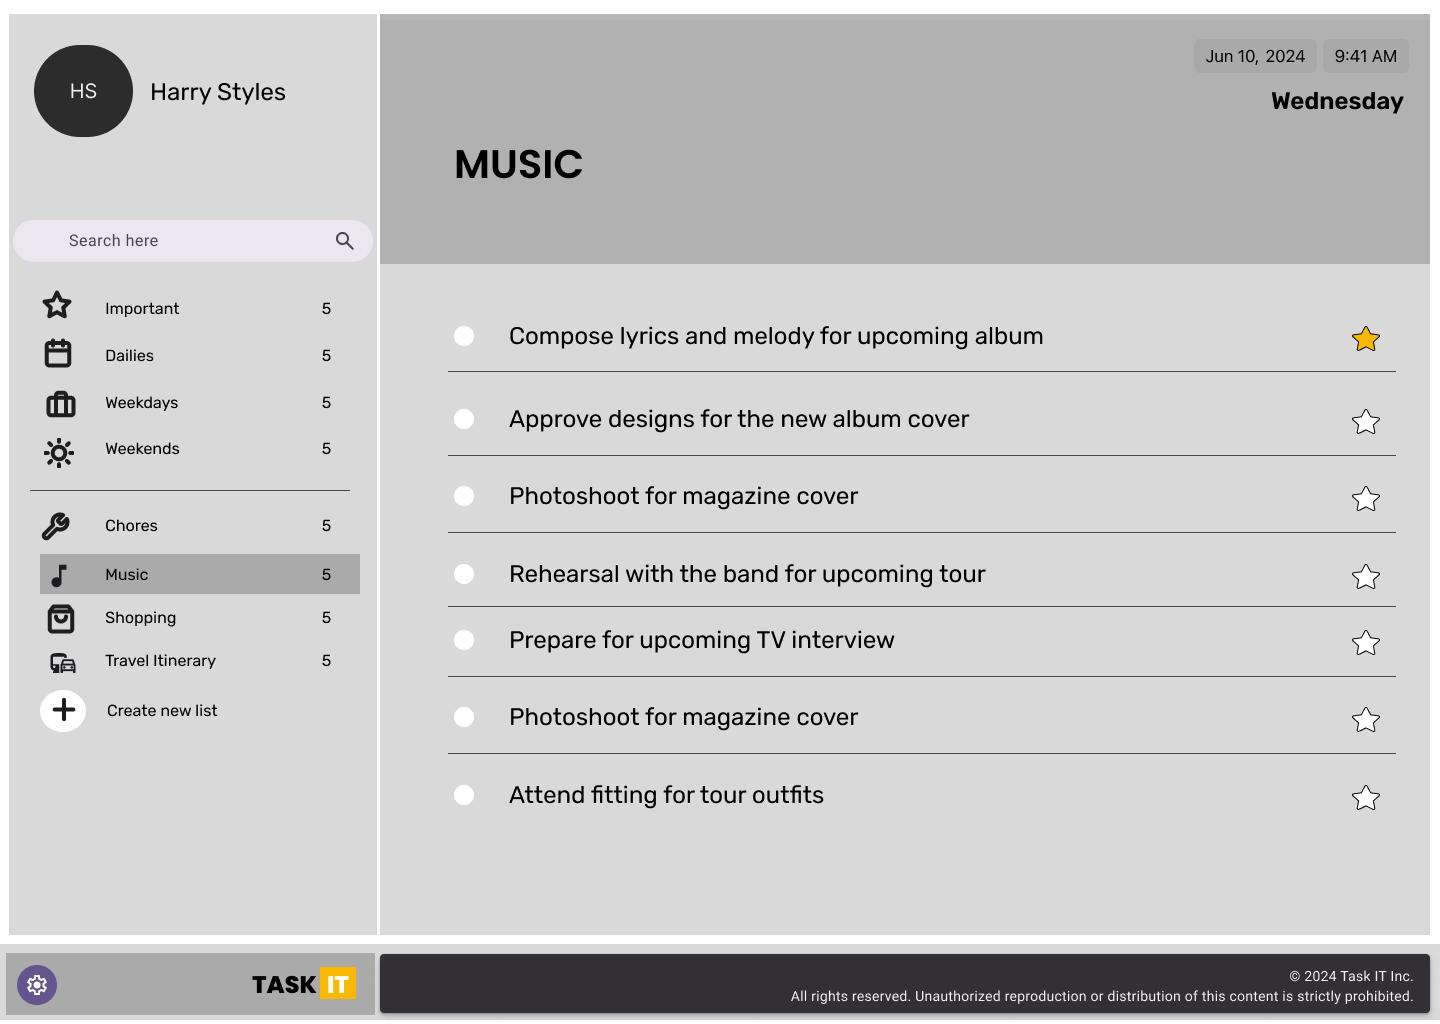 HS
Harry Styles
Search here
Important 5
Dailies 5
Weekdays 5
Weekends 5
Chores 5
Music 5
Shopping 5
Travel Itinerary 5
Create new list
TASK IT
Jun 10, 2024 9:41 AM
Wednesday
MUSIC
Compose lyrics and melody for upcoming album
Approve designs for the new album cover
Photoshoot for magazine cover
Rehearsal with the band for upcoming tour
Prepare for upcoming TV interview
Photoshoot for magazine cover
Attend fitting for tour outfits
© 2024 Task IT Inc.
All rights reserved. Unauthorized reproduction or distribution of this content is strictly prohibited.